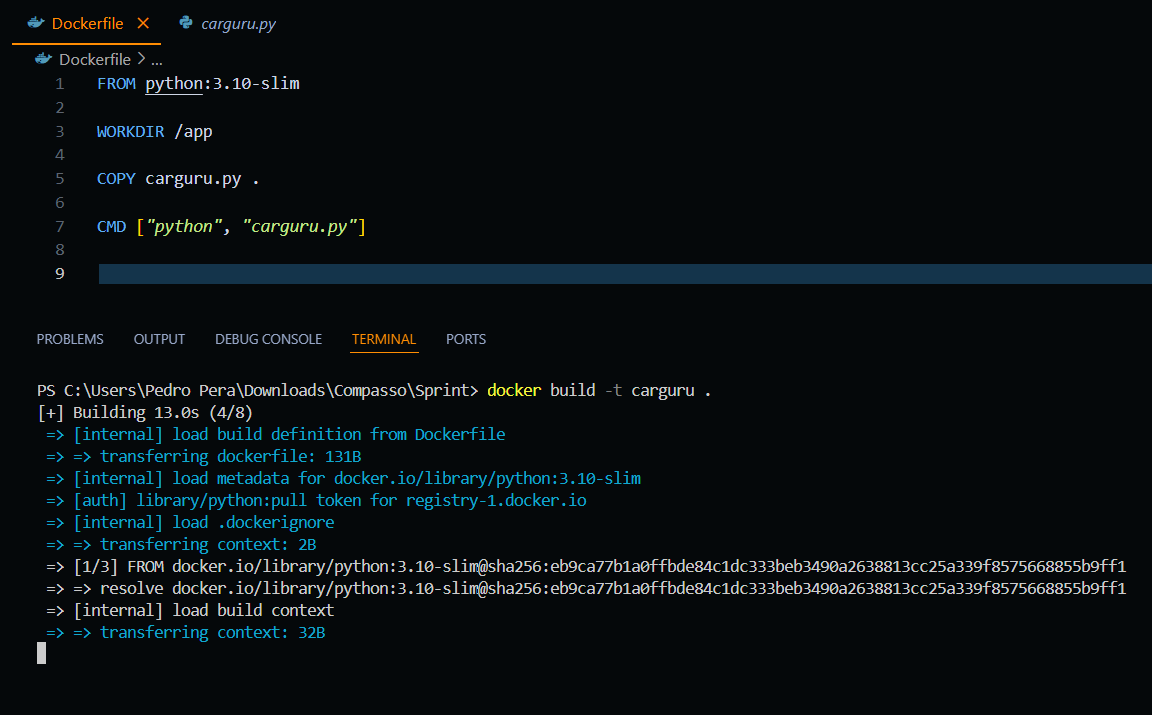 Dockerfile carguru.py
Dockerfile > ...
1 FROM python:3.10-slim
2
3 WORKDIR /app
4
5 COPY carguru.py .
6
7 CMD ["python", "carguru.py"]
8
9
PROBLEMS OUTPUT DEBUG CONSOLE TERMINAL PORTS
PS C:\Users\Pedro Pera\Downloads\Compasso\Sprint> docker build -t carguru .
[+] Building 13.0s (4/8)
=> [internal] load build definition from Dockerfile
=> => transferring dockerfile: 131B
=> [internal] load metadata for docker.io/library/python:3.10-slim
=> [auth] library/python:pull token for registry-1.docker.io
=> [internal] load .dockerignore
=> => transferring context: 2B
=> [1/3] FROM docker.io/library/python:3.10-slim@sha256:eb9ca77b1a0ffbde84c1dc333beb3490a2638813cc25a339f8575668855b9ff1
=> => resolve docker.io/library/python:3.10-slim@sha256:eb9ca77b1a0ffbde84c1dc333beb3490a2638813cc25a339f8575668855b9ff1
=> [internal] load build context
=> => transferring context: 32B